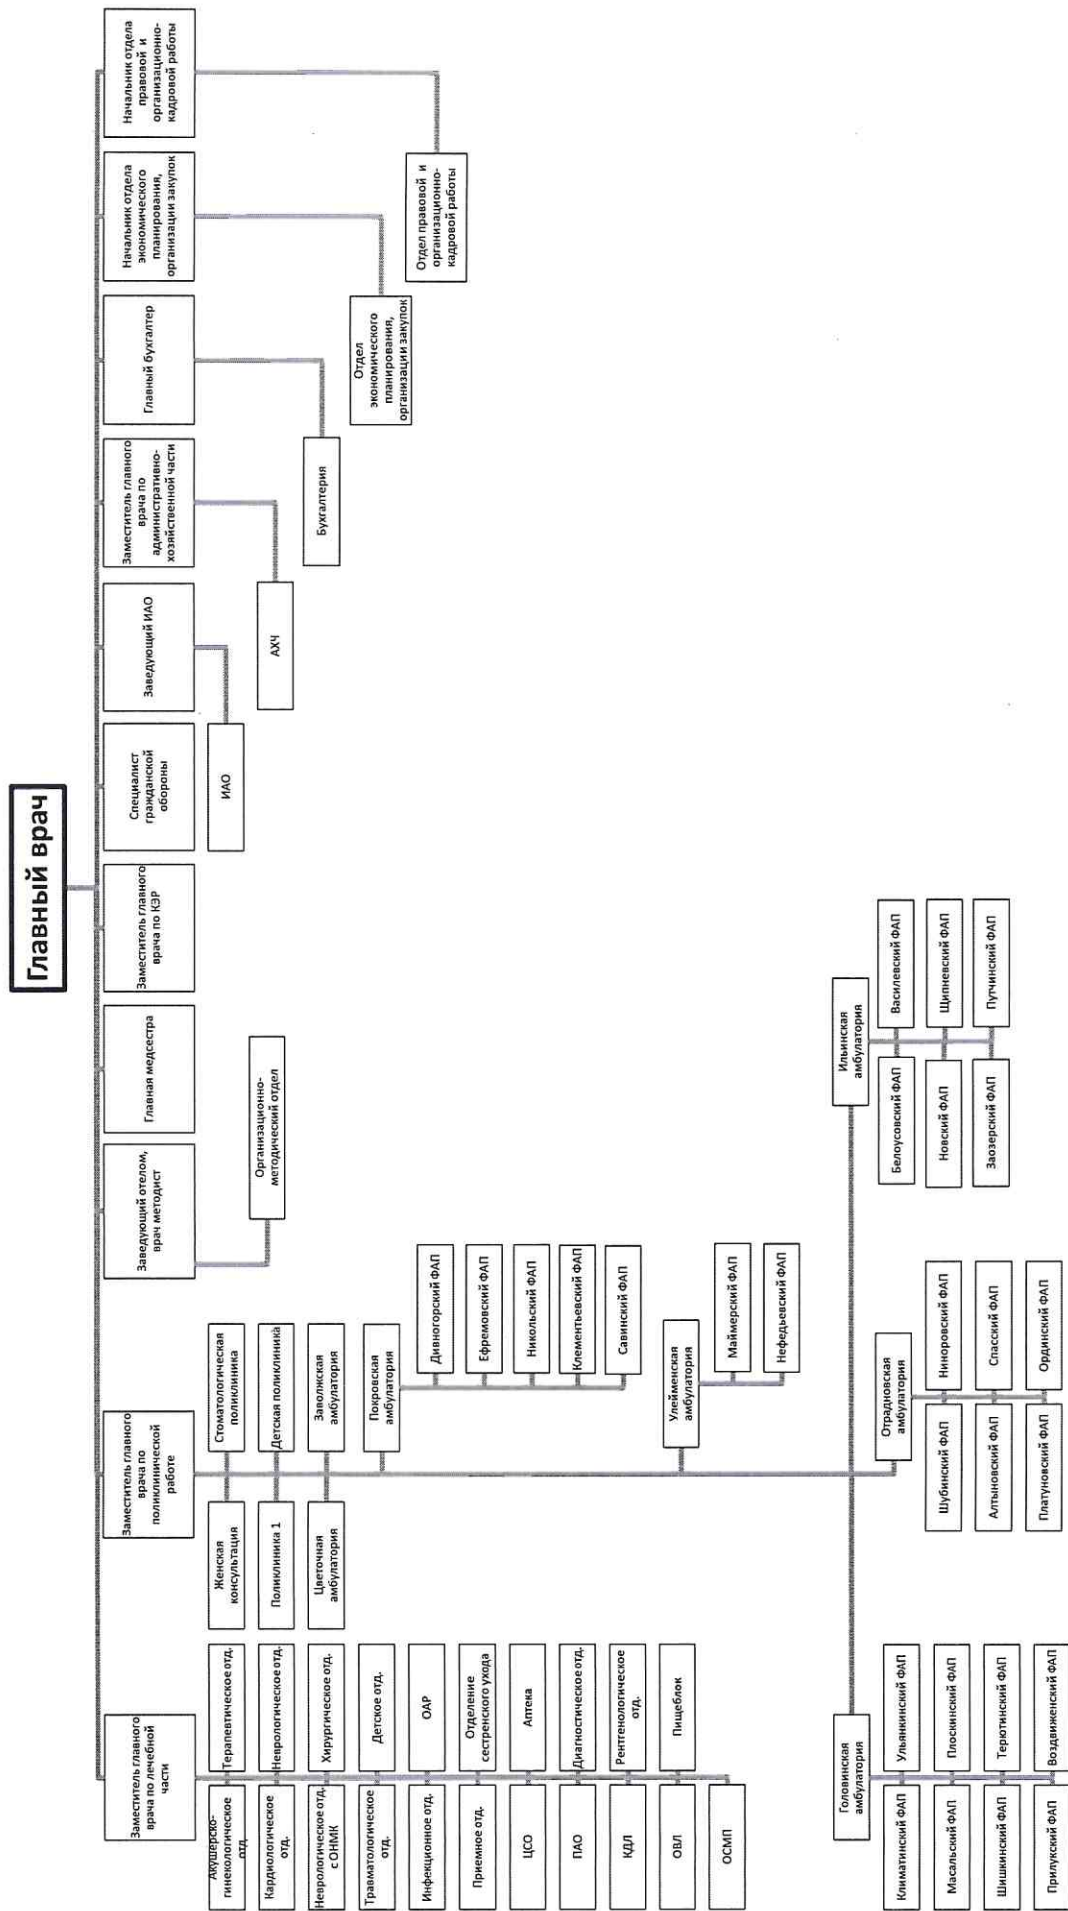 Главный врач
Заместитель главного
врача по лечебной
части
Заместитель главного
врача по
поликлинической
работе
Заведующий отелом,
врач методист
Главная медсестра
Заместитель главного
врача по КЭР
Специалист
гражданской
обороны
Заведующий ИАО
Заместитель главного
врача по
административно-
хозяйственной части
Главный бухгалтер
Начальник отдела
экономического
планирования,
организации закупок
Начальник отдела
правовой и
организационно-
кадровой работы
Акушерско-
гинекологическое
отд.
Терапевтическое отд.
Кардиологическое
отд.
Неврологическое отд.
Неврологическое отд.
с ОНМК
Хирургическое отд.
Травматологическое
отд.
Детское отд.
Инфекционное отд.
ОАР
Приемное отд.
Отделение
сестренского ухода
ЦСО
Аптека
ПАО
Диагностическое отд.
КДЛ
Рентгенологическое
отд.
ОВЛ
Пищеблок
ОСМП
Женская
консультация
Стоматологическая
поликлиника
Поликлиника 1
Детская поликлиника
Цветочная
амбулатория
Заволжская
амбулатория
Покровская
амбулатория
Дивногорский ФАП
Ефремовский ФАП
Никольский ФАП
Клементьевский ФАП
Савинский ФАП
Улейменская
амбулатория
Маймерский ФАП
Нефедьевский ФАП
Организационно-
методический отдел
ИАО
АХЧ
Бухгалтерия
Отдел
экономического
планирования,
организации закупок
Отдел правовой и
организационно-
кадровой работы
Головинская
амбулатория
Климатинский ФАП
Ульянкинский ФАП
Масальский ФАП
Плоскинский ФАП
Шишкинский ФАП
Терютинский ФАП
Прилукский ФАП
Воздвиженский ФАП
Отрадновская
амбулатория
Шубинский ФАП
Ниноровский ФАП
Алтыновский ФАП
Спасский ФАП
Платуновский ФАП
Ординский ФАП
Ильинская
амбулатория
Белоусовский ФАП
Василевский ФАП
Новский ФАП
Щипневский ФАП
Заозерский ФАП
Путчинский ФАП